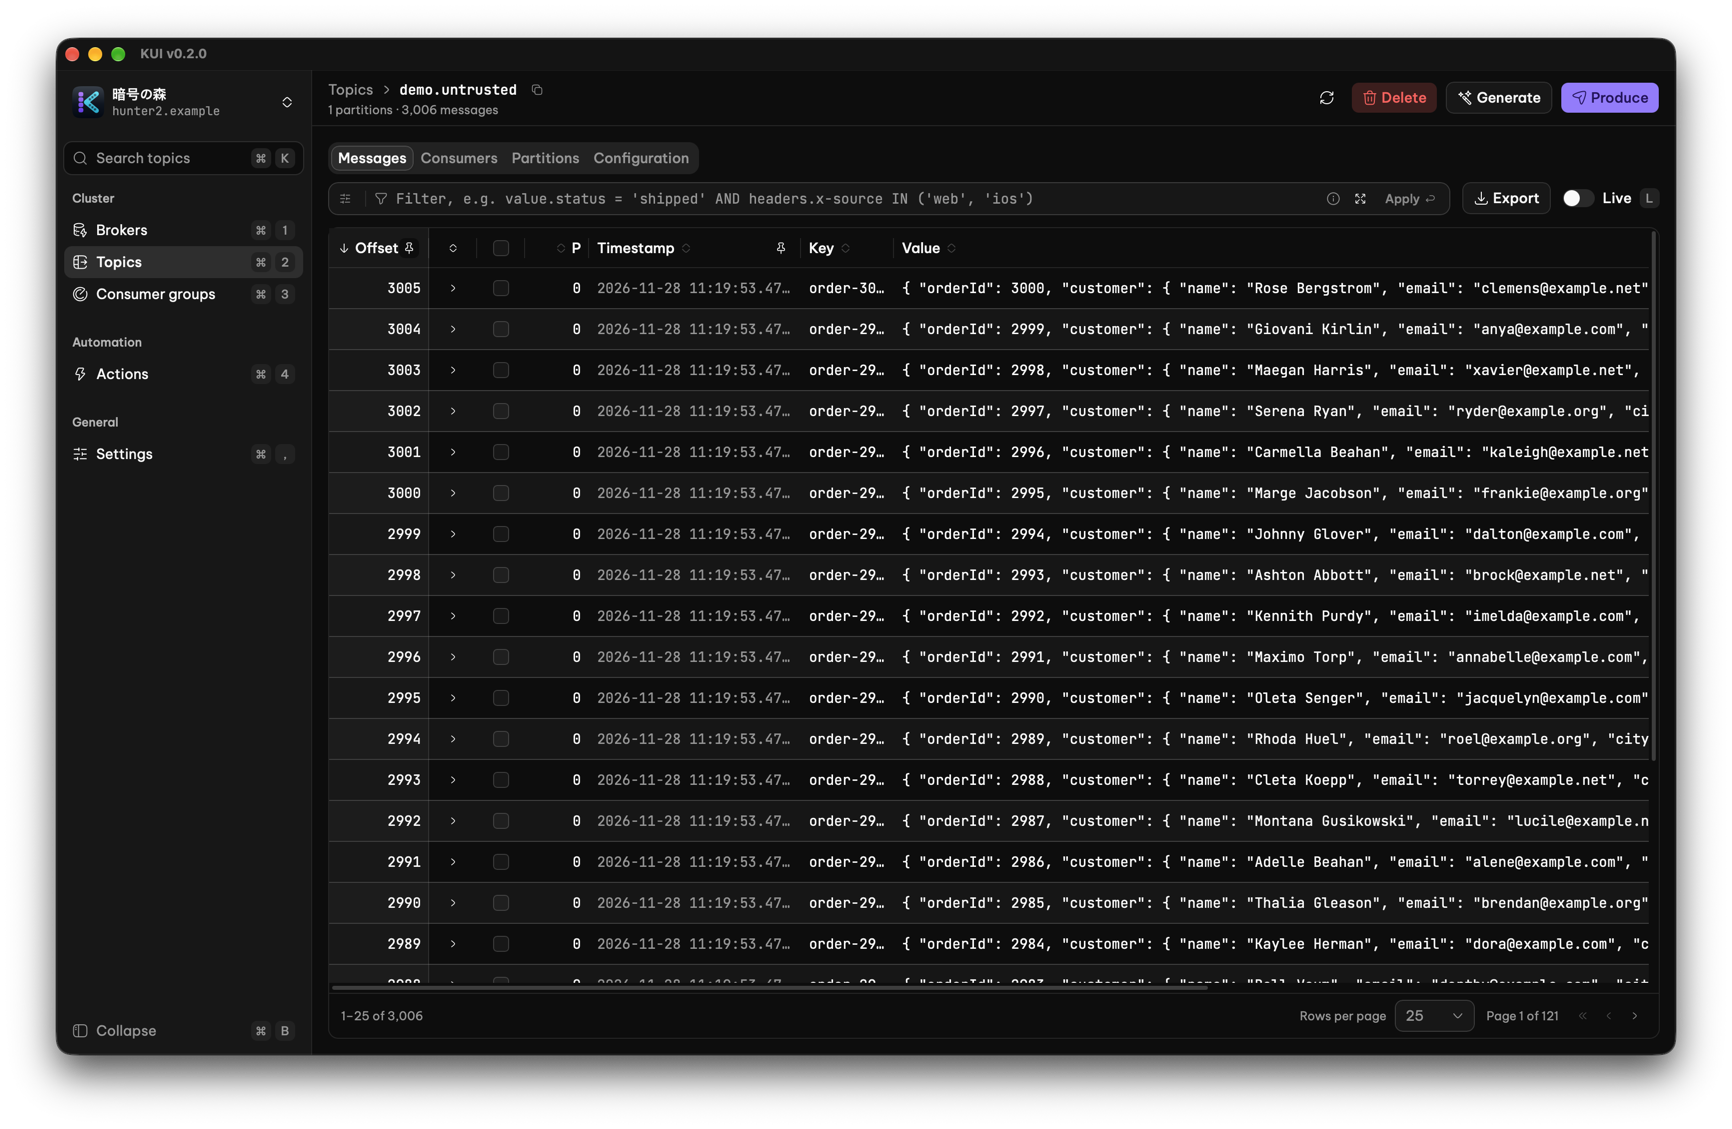 KUI v0.2.0
暗号の森
hunter2.example
Search topics ⌘ K
Cluster
Brokers ⌘ 1
Topics ⌘ 2
Consumer groups ⌘ 3
Automation
Actions ⌘ 4
General
Settings ⌘ ,
Collapse ⌘ B
Topics > demo.untrusted
1 partitions · 3,006 messages
Delete
Generate
Produce
Messages Consumers Partitions Configuration
Filter, e.g. value.status = 'shipped' AND headers.x-source IN ('web', 'ios')
Apply
Export
Live L
Offset P Timestamp Key Value
3005 0 2026-11-28 11:19:53.47… order-30… { "orderId": 3000, "customer": { "name": "Rose Bergstrom", "email": "clemens@example.net"
3004 0 2026-11-28 11:19:53.47… order-29… { "orderId": 2999, "customer": { "name": "Giovani Kirlin", "email": "anya@example.com", "
3003 0 2026-11-28 11:19:53.47… order-29… { "orderId": 2998, "customer": { "name": "Maegan Harris", "email": "xavier@example.net",
3002 0 2026-11-28 11:19:53.47… order-29… { "orderId": 2997, "customer": { "name": "Serena Ryan", "email": "ryder@example.org", "ci
3001 0 2026-11-28 11:19:53.47… order-29… { "orderId": 2996, "customer": { "name": "Carmella Beahan", "email": "kaleigh@example.net
3000 0 2026-11-28 11:19:53.47… order-29… { "orderId": 2995, "customer": { "name": "Marge Jacobson", "email": "frankie@example.org"
2999 0 2026-11-28 11:19:53.47… order-29… { "orderId": 2994, "customer": { "name": "Johnny Glover", "email": "dalton@example.com",
2998 0 2026-11-28 11:19:53.47… order-29… { "orderId": 2993, "customer": { "name": "Ashton Abbott", "email": "brock@example.net", "
2997 0 2026-11-28 11:19:53.47… order-29… { "orderId": 2992, "customer": { "name": "Kennith Purdy", "email": "imelda@example.com",
2996 0 2026-11-28 11:19:53.47… order-29… { "orderId": 2991, "customer": { "name": "Maximo Torp", "email": "annabelle@example.com",
2995 0 2026-11-28 11:19:53.47… order-29… { "orderId": 2990, "customer": { "name": "Oleta Senger", "email": "jacquelyn@example.com"
2994 0 2026-11-28 11:19:53.47… order-29… { "orderId": 2989, "customer": { "name": "Rhoda Huel", "email": "roel@example.org", "city
2993 0 2026-11-28 11:19:53.47… order-29… { "orderId": 2988, "customer": { "name": "Cleta Koepp", "email": "torrey@example.net", "c
2992 0 2026-11-28 11:19:53.47… order-29… { "orderId": 2987, "customer": { "name": "Montana Gusikowski", "email": "lucile@example.n
2991 0 2026-11-28 11:19:53.47… order-29… { "orderId": 2986, "customer": { "name": "Adelle Beahan", "email": "alene@example.com", "
2990 0 2026-11-28 11:19:53.47… order-29… { "orderId": 2985, "customer": { "name": "Thalia Gleason", "email": "brendan@example.org"
2989 0 2026-11-28 11:19:53.47… order-29… { "orderId": 2984, "customer": { "name": "Kaylee Herman", "email": "dora@example.com", "c
1–25 of 3,006
Rows per page 25 Page 1 of 121